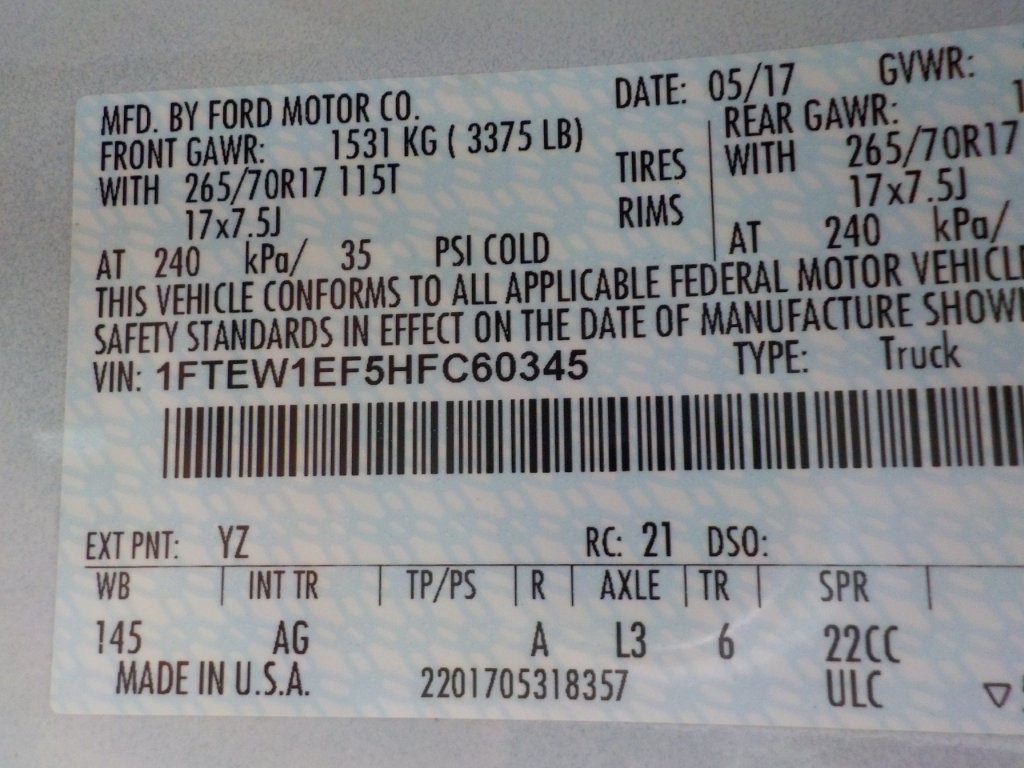 MFD. BY FORD MOTOR CO. DATE: 05/17 GVWR:
FRONT GAWR: 1531 KG ( 3375 LB) REAR GAWR:
WITH 265/70R17 115T TIRES WITH 265/70R17
17x7.5J RIMS 17x7.5J
AT 240 kPa/ 35 PSI COLD AT 240 kPa/
THIS VEHICLE CONFORMS TO ALL APPLICABLE FEDERAL MOTOR VEHICL
SAFETY STANDARDS IN EFFECT ON THE DATE OF MANUFACTURE SHOWN
VIN: 1FTEW1EF5HFC60345 TYPE: Truck
EXT PNT: YZ RC: 21 DSO:
WB INT TR TP/PS R AXLE TR SPR
145 AG A L3 6 22CC
MADE IN U.S.A. 2201705318357 ULC